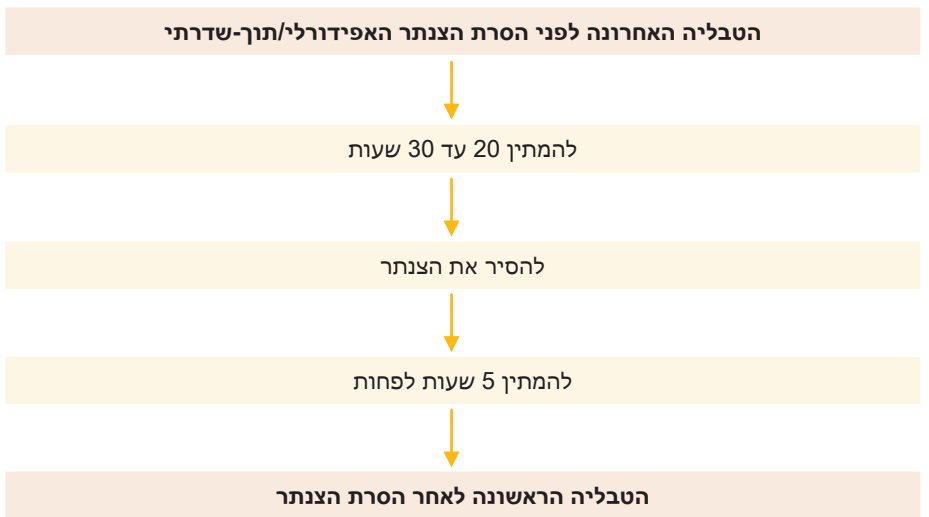 הטבליה האחרונה לפני הסרת הצנתר האפידורלי/תוך-שדרתי
להמתין 20 עד 30 שעות
להסיר את הצנתר
להמתין 5 שעות לפחות
הטבליה הראשונה לאחר הסרת הצנתר